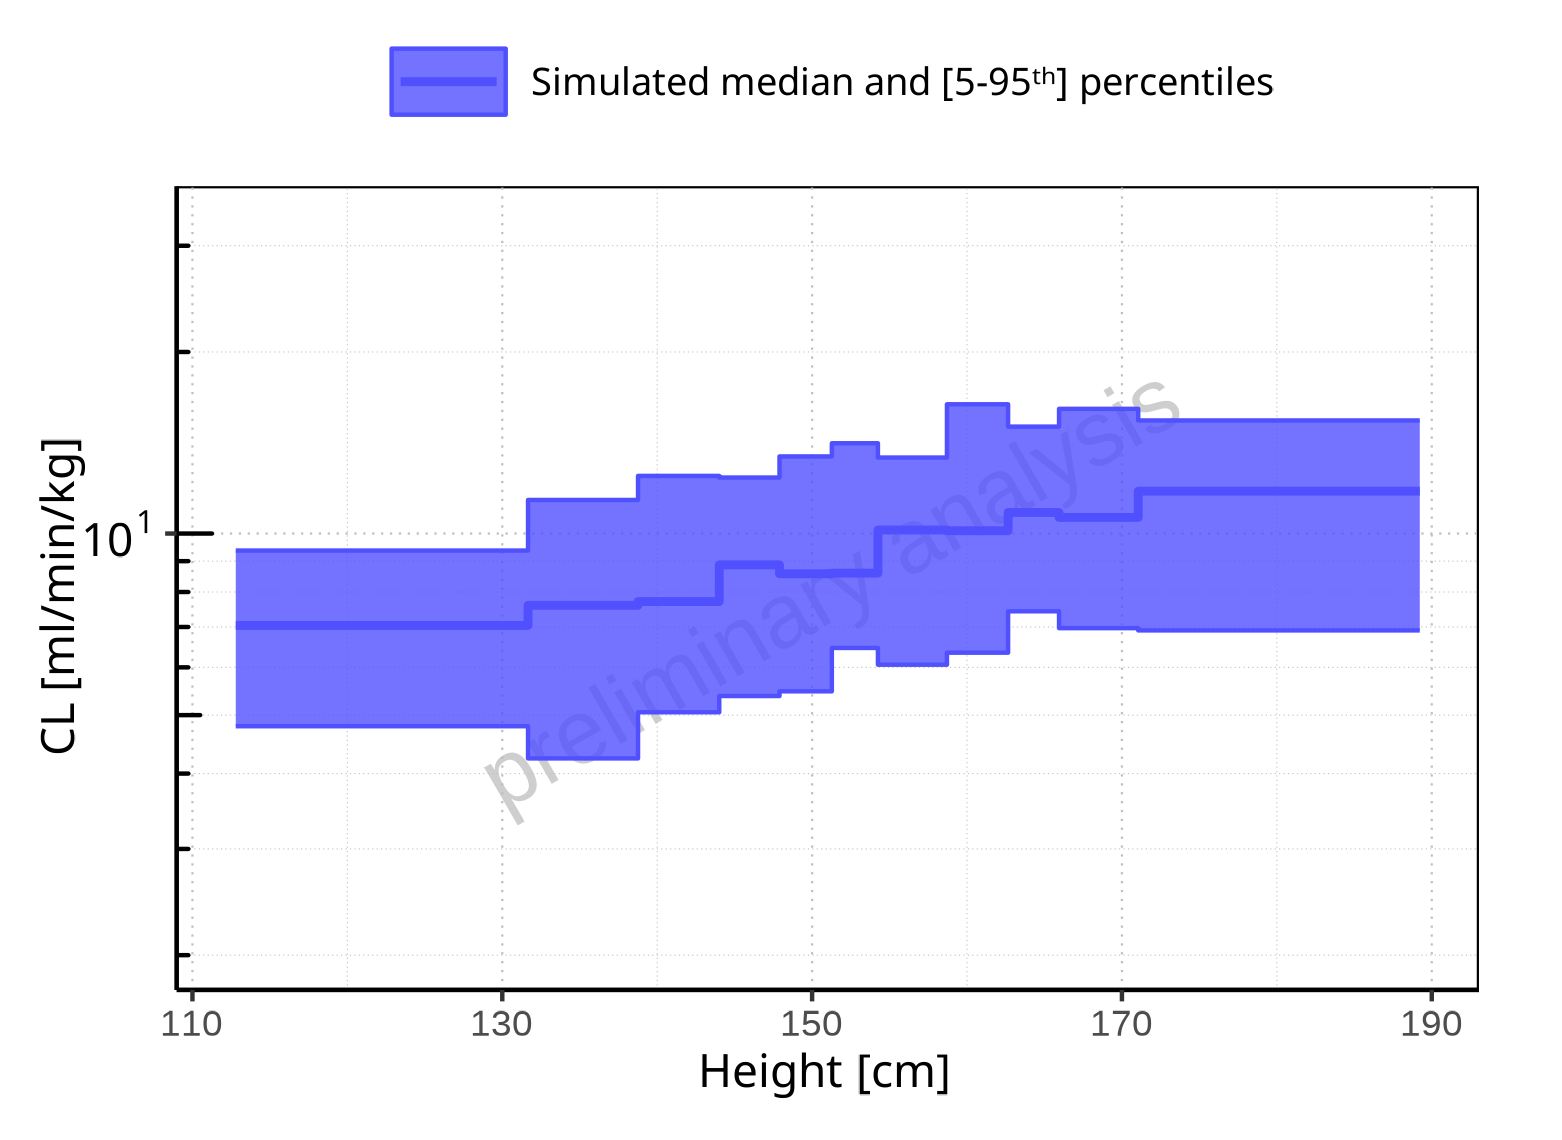 Simulated median and [5-95ᵗʰ] percentiles
CL [ml/min/kg]
10¹
preliminary analysis
110 130 150 170 190
Height [cm]